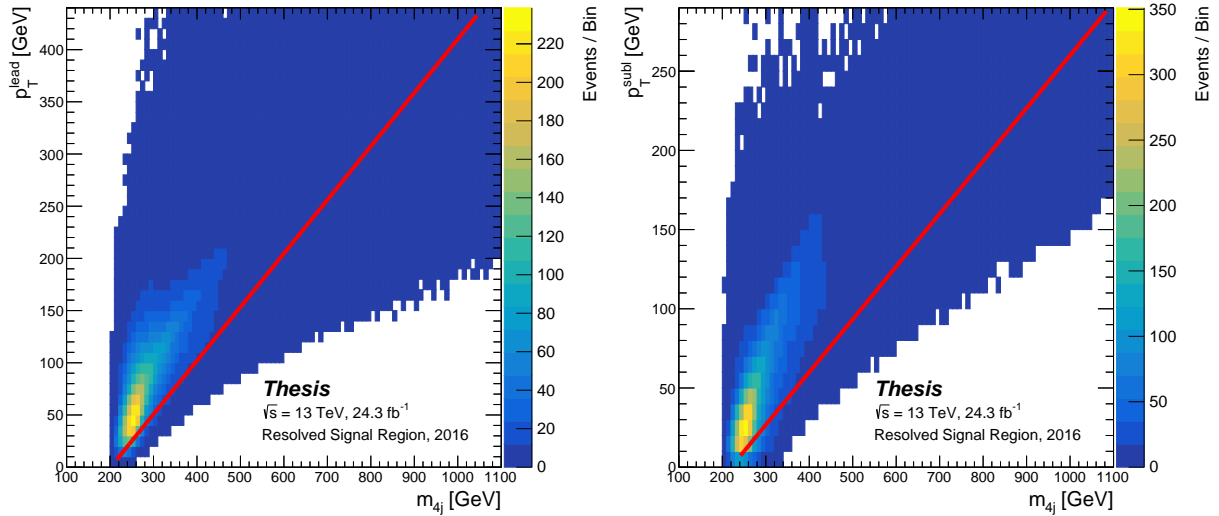 p_T^lead [GeV]
400
350
300
250
200
150
100
50
0
100 200 300 400 500 600 700 800 900 1000 1100
m_4j [GeV]
Thesis
√s = 13 TeV, 24.3 fb⁻¹
Resolved Signal Region, 2016
220
200
180
160
140
120
100
80
60
40
20
0
Events / Bin
p_T^subl [GeV]
250
200
150
100
50
0
100 200 300 400 500 600 700 800 900 1000 1100
m_4j [GeV]
Thesis
√s = 13 TeV, 24.3 fb⁻¹
Resolved Signal Region, 2016
350
300
250
200
150
100
50
0
Events / Bin